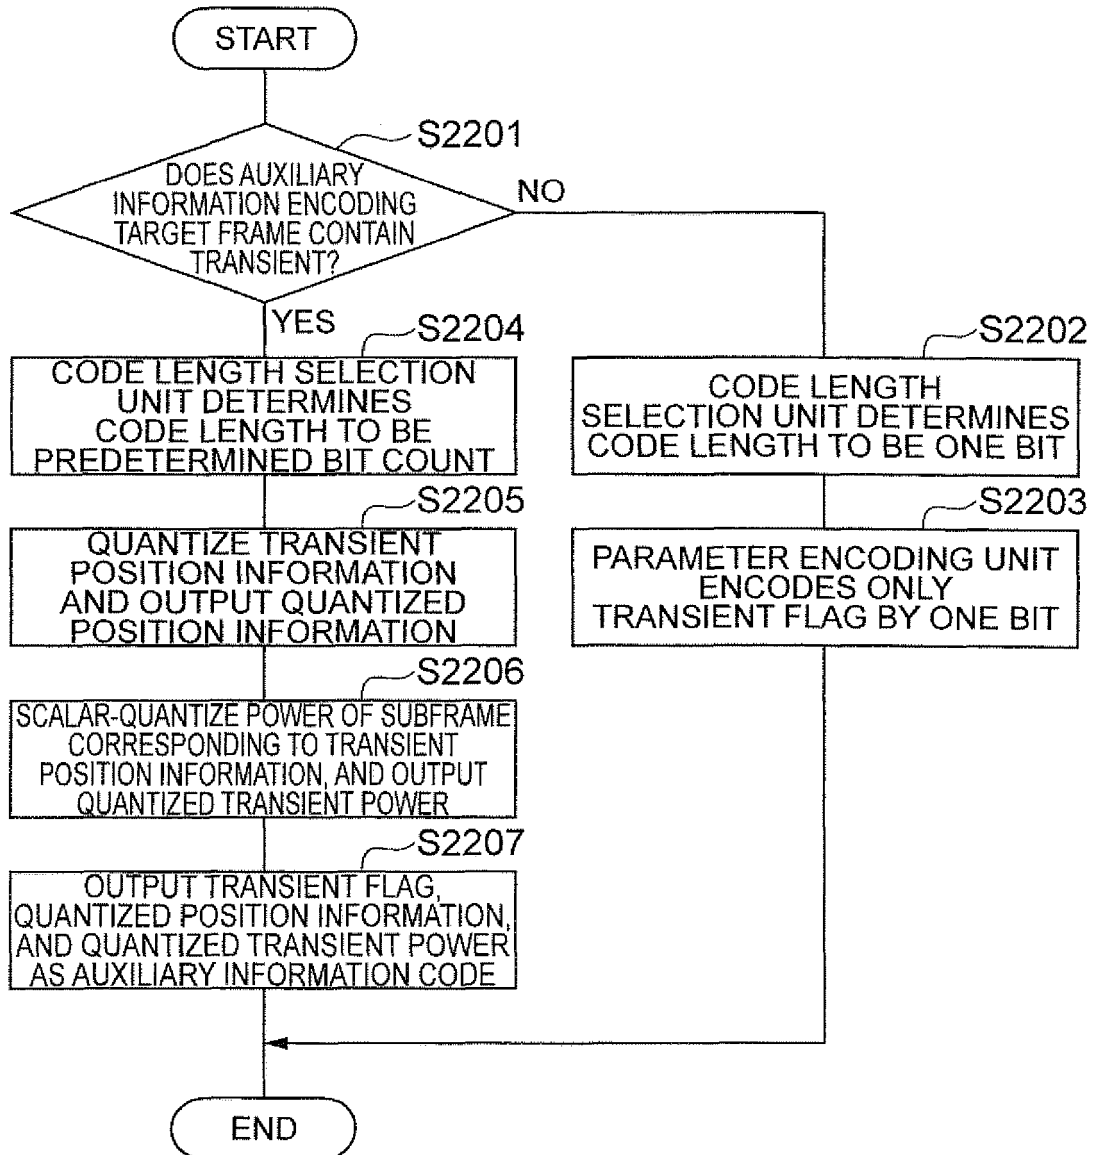 START
S2201
DOES AUXILIARY
INFORMATION ENCODING
TARGET FRAME CONTAIN
TRANSIENT?
NO
YES
S2204
CODE LENGTH SELECTION
UNIT DETERMINES
CODE LENGTH TO BE
PREDETERMINED BIT COUNT
S2202
CODE LENGTH
SELECTION UNIT DETERMINES
CODE LENGTH TO BE ONE BIT
S2205
QUANTIZE TRANSIENT
POSITION INFORMATION
AND OUTPUT QUANTIZED
POSITION INFORMATION
S2203
PARAMETER ENCODING UNIT
ENCODES ONLY
TRANSIENT FLAG BY ONE BIT
S2206
SCALAR-QUANTIZE POWER OF SUBFRAME
CORRESPONDING TO TRANSIENT
POSITION INFORMATION, AND OUTPUT
QUANTIZED TRANSIENT POWER
S2207
OUTPUT TRANSIENT FLAG,
QUANTIZED POSITION INFORMATION,
AND QUANTIZED TRANSIENT POWER
AS AUXILIARY INFORMATION CODE
END